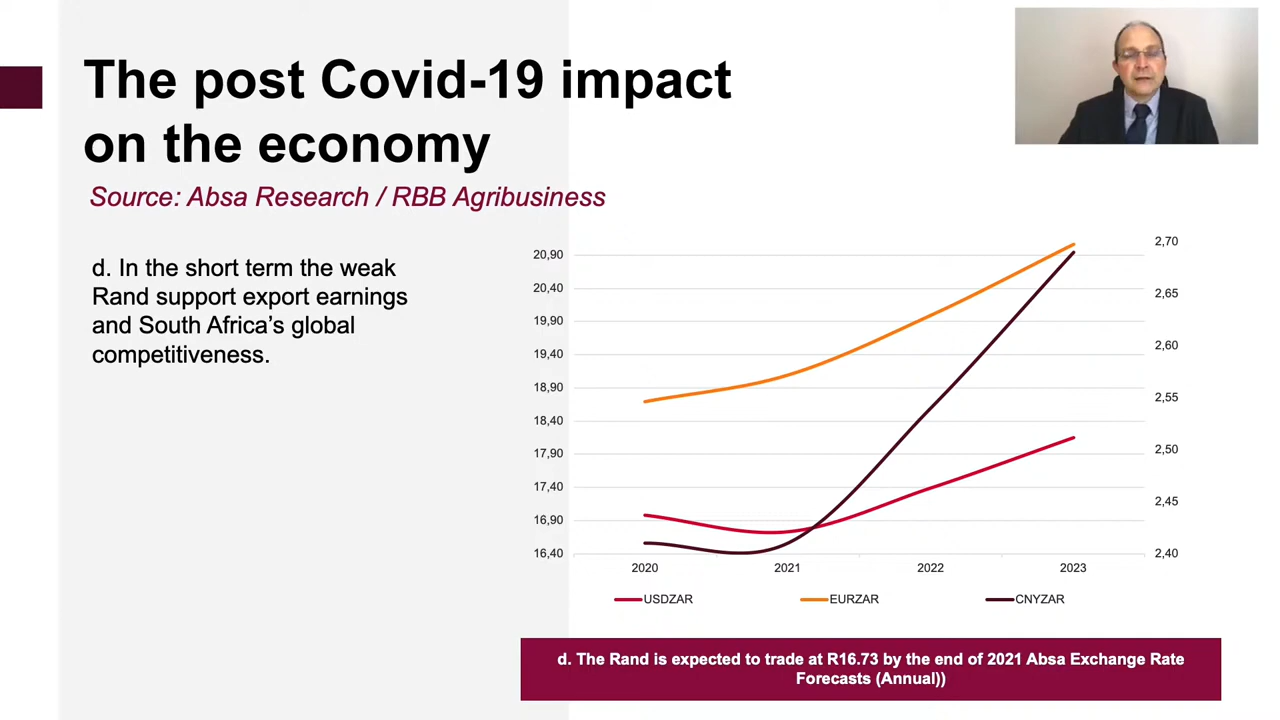 The post Covid-19 impact
on the economy
Source: Absa Research / RBB Agribusiness
d. In the short term the weak
Rand support export earnings
and South Africa's global
competitiveness.
20,90
20,40
19,90
19,40
18,90
18,40
17,90
17,40
16,90
16,40
2,70
2,65
2,60
2,55
2,50
2,45
2,40
2020 2021 2022 2023
USDZAR EURZAR CNYZAR
d. The Rand is expected to trade at R16.73 by the end of 2021 Absa Exchange Rate
Forecasts (Annual))